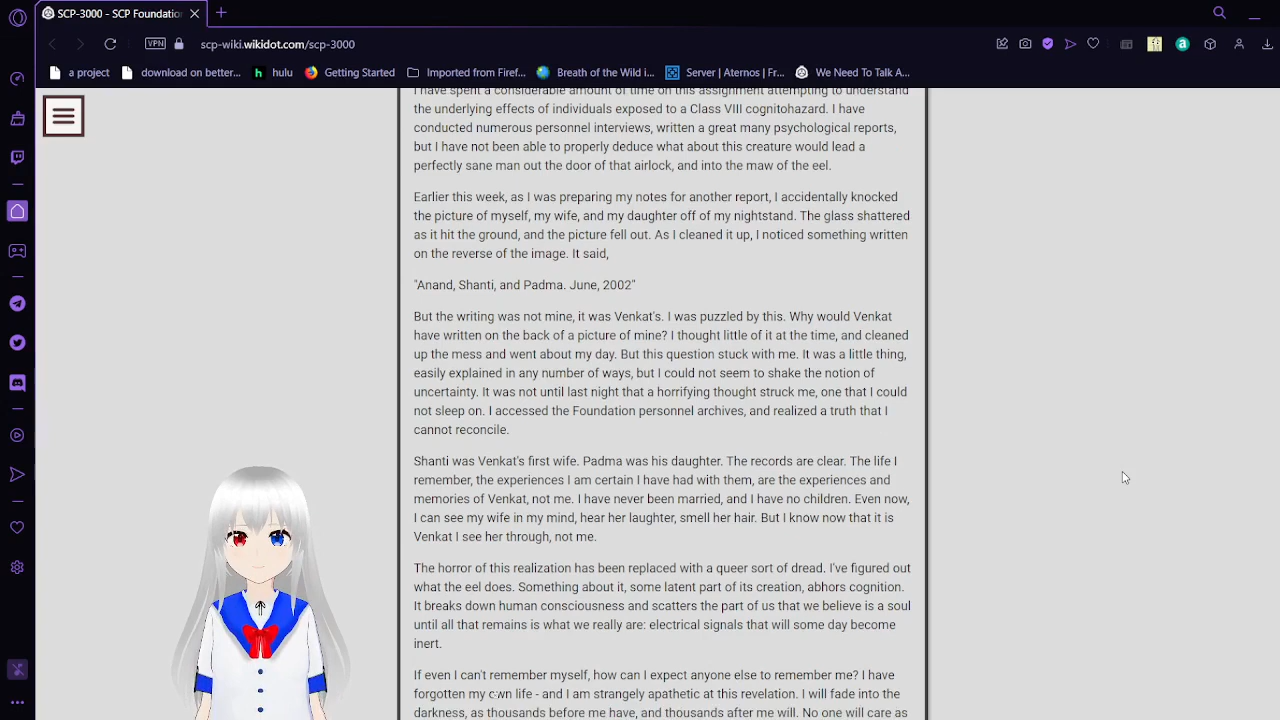 SCP-3000 - SCP Foundation
VPN
scp-wiki.wikidot.com/scp-3000
a project
download on better...
h hulu
Getting Started
Imported from Firef...
Breath of the Wild i...
Server | Aternos | Fr...
We Need To Talk A...
I have spent a considerable amount of time on this assignment attempting to understand
the underlying effects of individuals exposed to a Class VIII cognitohazard. I have
conducted numerous personnel interviews, written a great many psychological reports,
but I have not been able to properly deduce what about this creature would lead a
perfectly sane man out the door of that airlock, and into the maw of the eel.
Earlier this week, as I was preparing my notes for another report, I accidentally knocked
the picture of myself, my wife, and my daughter off of my nightstand. The glass shattered
as it hit the ground, and the picture fell out. As I cleaned it up, I noticed something written
on the reverse of the image. It said,
"Anand, Shanti, and Padma. June, 2002"
But the writing was not mine, it was Venkat's. I was puzzled by this. Why would Venkat
have written on the back of a picture of mine? I thought little of it at the time, and cleaned
up the mess and went about my day. But this question stuck with me. It was a little thing,
easily explained in any number of ways, but I could not seem to shake the notion of
uncertainty. It was not until last night that a horrifying thought struck me, one that I could
not sleep on. I accessed the Foundation personnel archives, and realized a truth that I
cannot reconcile.
Shanti was Venkat's first wife. Padma was his daughter. The records are clear. The life I
remember, the experiences I am certain I have had with them, are the experiences and
memories of Venkat, not me. I have never been married, and I have no children. Even now,
I can see my wife in my mind, hear her laughter, smell her hair. But I know now that it is
Venkat I see her through, not me.
The horror of this realization has been replaced with a queer sort of dread. I've figured out
what the eel does. Something about it, some latent part of its creation, abhors cognition.
It breaks down human consciousness and scatters the part of us that we believe is a soul
until all that remains is what we really are: electrical signals that will some day become
inert.
If even I can't remember myself, how can I expect anyone else to remember me? I have
forgotten my own life - and I am strangely apathetic at this revelation. I will fade into the
darkness, as thousands before me have, and thousands after me will. No one will care as